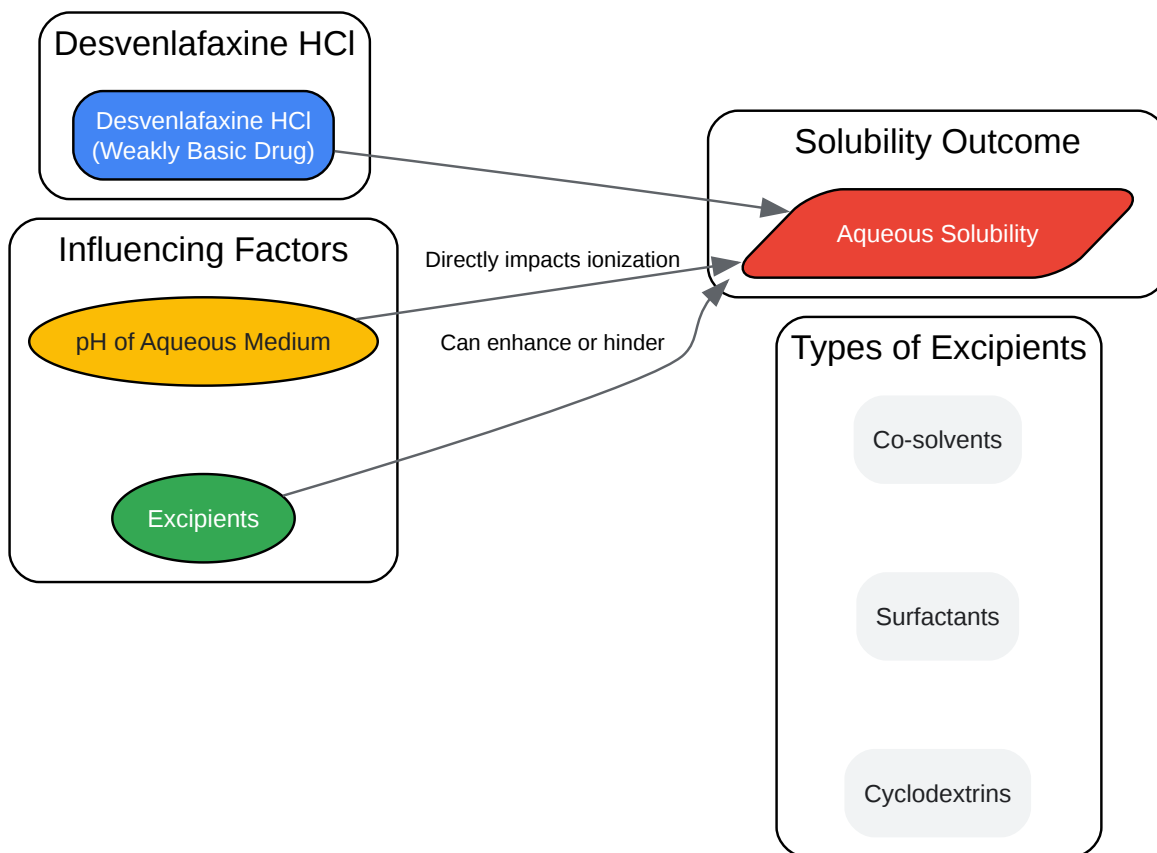 Desvenlafaxine HCl
Desvenlafaxine HCl
(Weakly Basic Drug)
Influencing Factors
pH of Aqueous Medium
Excipients
Directly impacts ionization
Can enhance or hinder
Solubility Outcome
Aqueous Solubility
Types of Excipients
Co-solvents
Surfactants
Cyclodextrins